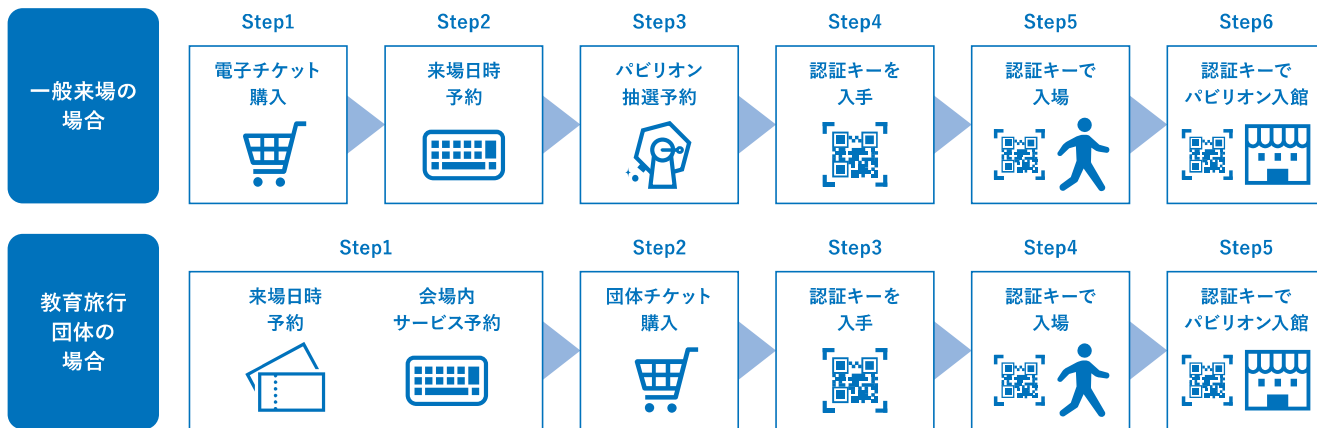 一般来場の
場合
Step1
電子チケット
購入
Step2
来場日時
予約
Step3
パビリオン
抽選予約
Step4
認証キーを
入手
Step5
認証キーで
入場
Step6
認証キーで
パビリオン入館
教育旅行
団体の
場合
Step1
来場日時
予約
会場内
サービス予約
Step2
団体チケット
購入
Step3
認証キーを
入手
Step4
認証キーで
入場
Step5
認証キーで
パビリオン入館